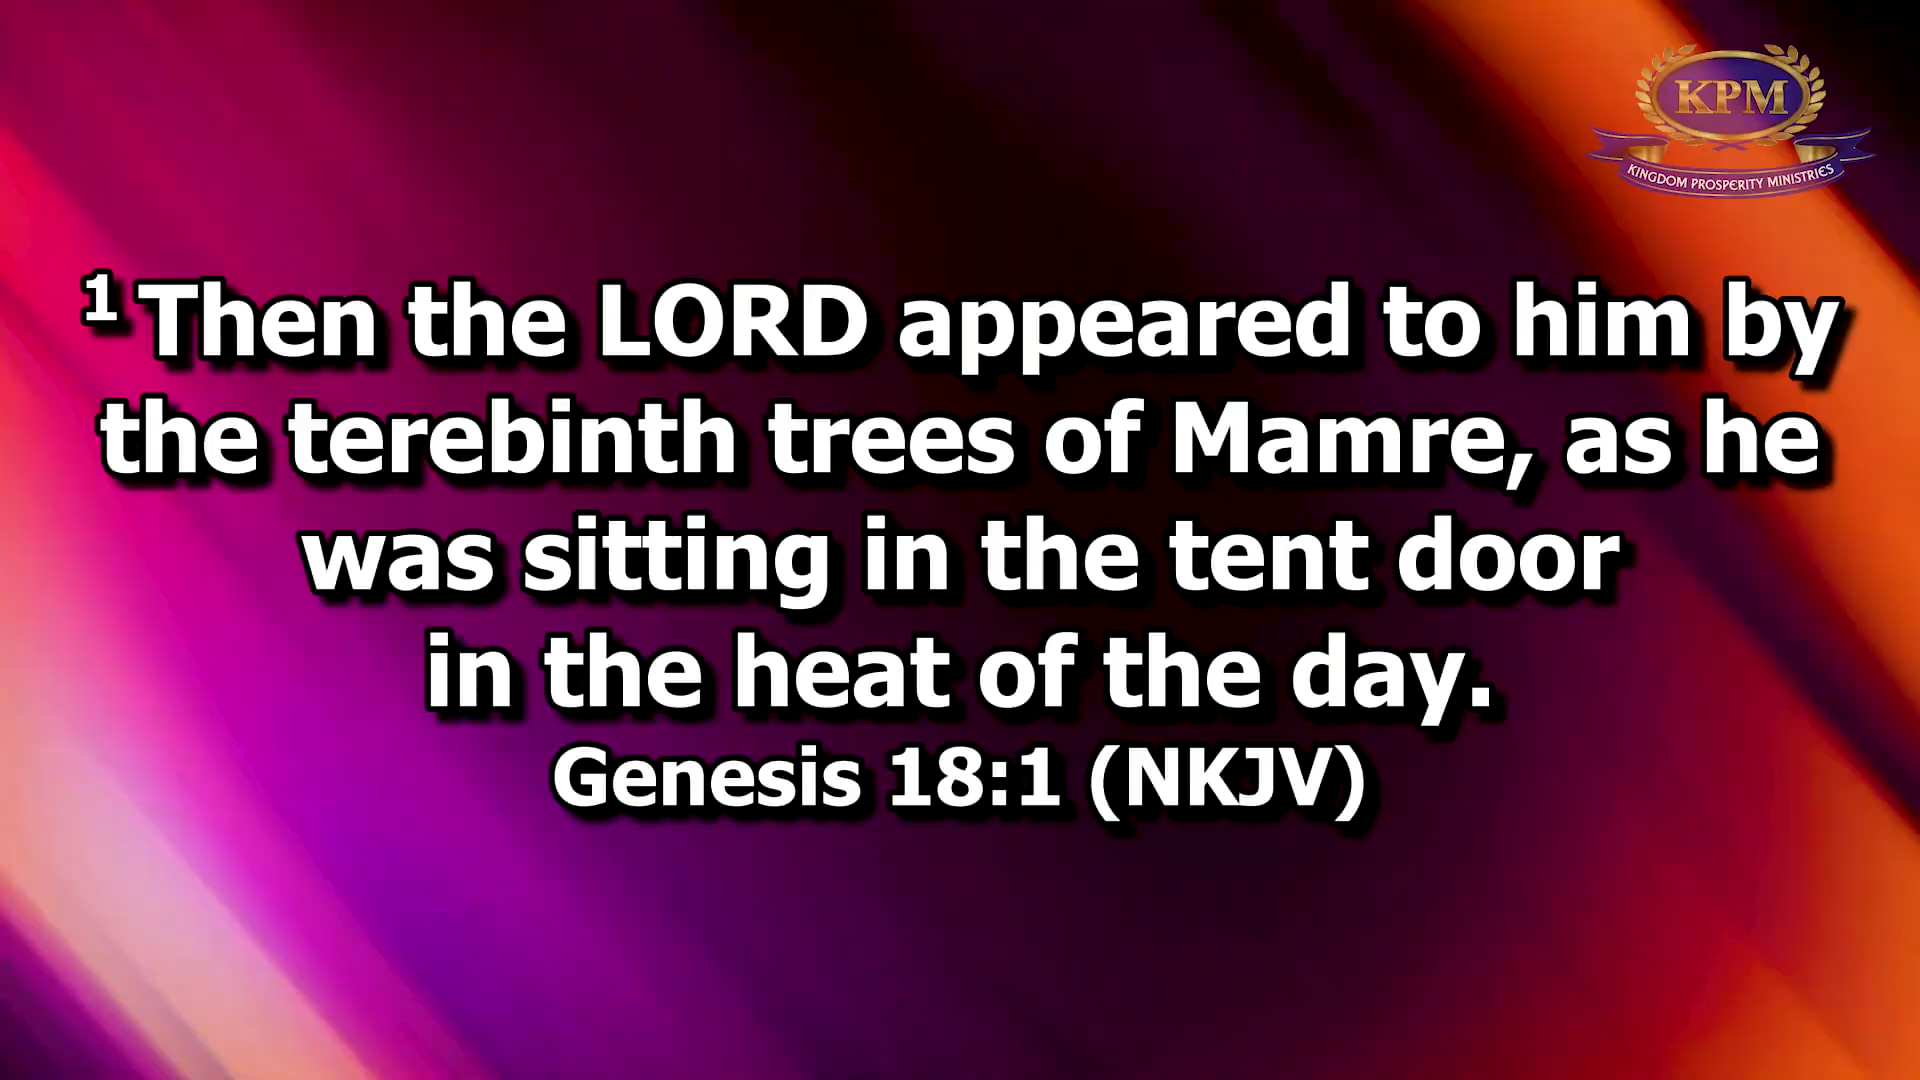 KPM
KINGDOM PROSPERITY MINISTRIES
1 Then the LORD appeared to him by
the terebinth trees of Mamre, as he
was sitting in the tent door
in the heat of the day.
Genesis 18:1 (NKJV)